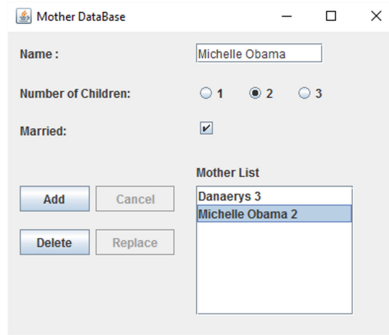 Mother DataBase
Name : Michelle Obama
Number of Children: 1 2 3
Married:
Mother List
Add Cancel Danaerys 3
Michelle Obama 2
Delete Replace